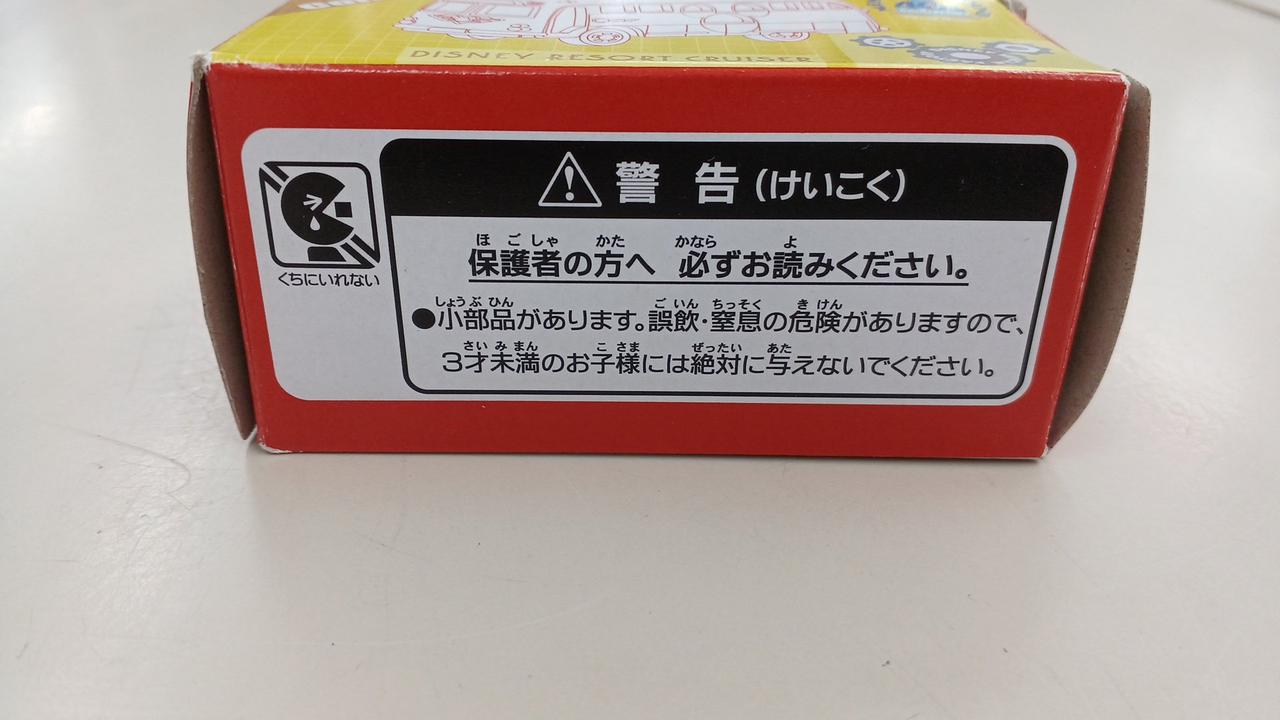 DISNEY RESORT CRUISER
警告(けいこく)
ほごしゃ かた かなら よ
保護者の方へ 必ずお読みください。
くちにいれない
しょうぶひん ごいん ちっそく きけん
●小部品があります。誤飲・窒息の危険がありますので、
さいみまん こさま ぜったい あた
3才未満のお子様には絶対に与えないでください。